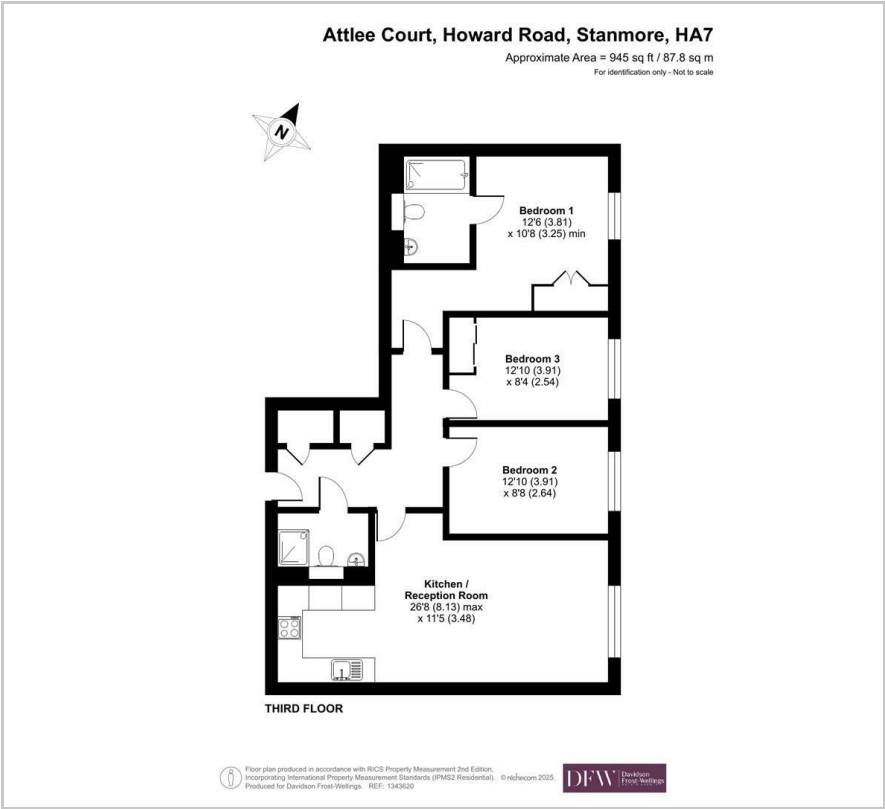 Attlee Court, Howard Road, Stanmore, HA7
Approximate Area = 945 sq ft / 87.8 sq m
For identification only - Not to scale
N
Bedroom 1
12'6 (3.81)
x 10'8 (3.25) min
Bedroom 3
12'10 (3.91)
x 8'4 (2.54)
Bedroom 2
12'10 (3.91)
x 8'8 (2.64)
Kitchen /
Reception Room
26'8 (8.13) max
x 11'5 (3.48)
THIRD FLOOR
Floor plan produced in accordance with RICS Property Measurement 2nd Edition,
Incorporating International Property Measurement Standards (IPMS2 Residential). © nichecom 2025.
Produced for Davidson Frost-Wellings. REF: 1343620
DFW
Davidson
Frost-Wellings